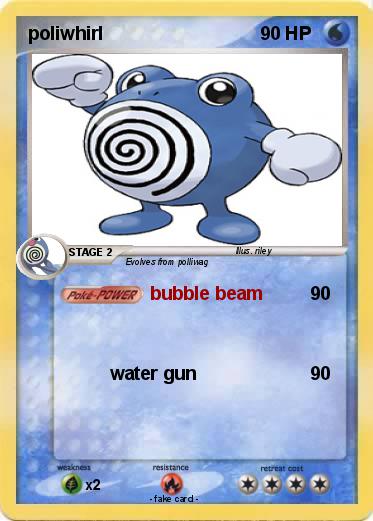 poliwhirl 90 HP
STAGE 2
Illus. riley
Evolves from poliwag
Poké-POWER bubble beam 90
water gun 90
weakness resistance retreat cost
x2
- fake card -